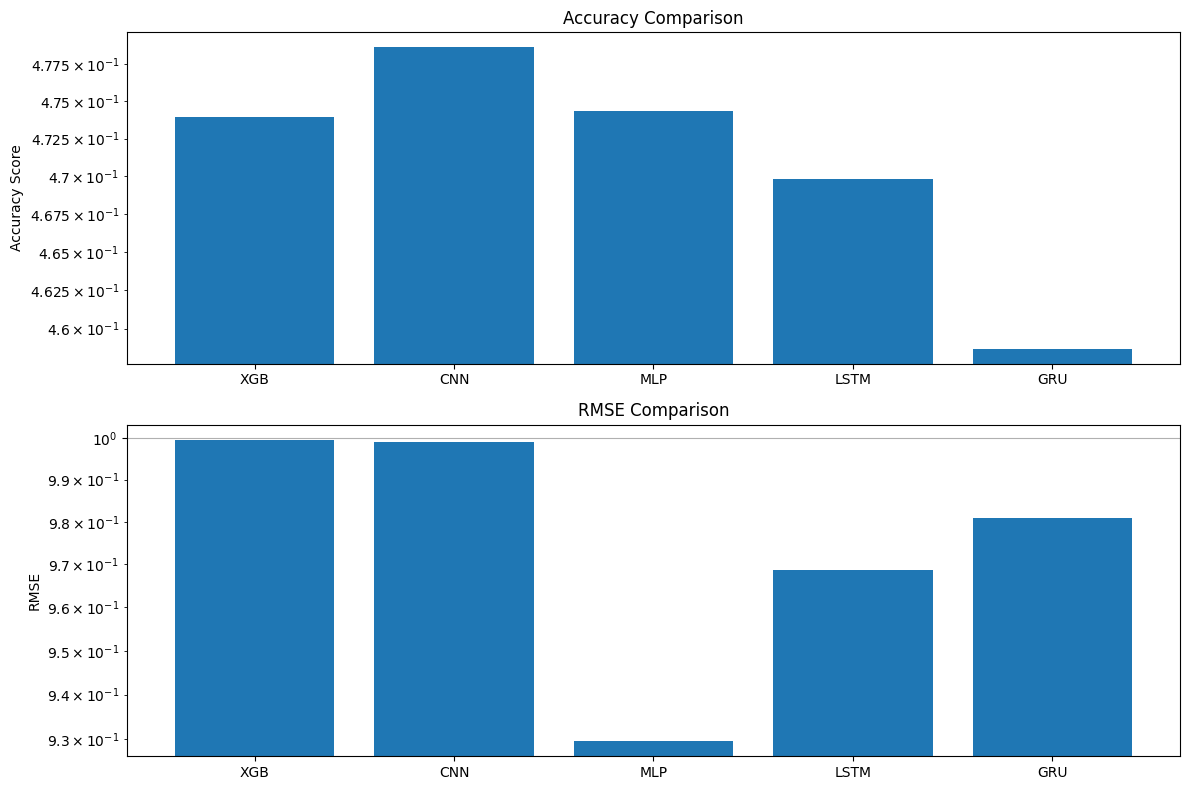 Accuracy Comparison
Accuracy Score
4.775 × 10⁻¹
4.75 × 10⁻¹
4.725 × 10⁻¹
4.7 × 10⁻¹
4.675 × 10⁻¹
4.65 × 10⁻¹
4.625 × 10⁻¹
4.6 × 10⁻¹
XGB CNN MLP LSTM GRU
RMSE Comparison
RMSE
10⁰
9.9 × 10⁻¹
9.8 × 10⁻¹
9.7 × 10⁻¹
9.6 × 10⁻¹
9.5 × 10⁻¹
9.4 × 10⁻¹
9.3 × 10⁻¹
XGB CNN MLP LSTM GRU